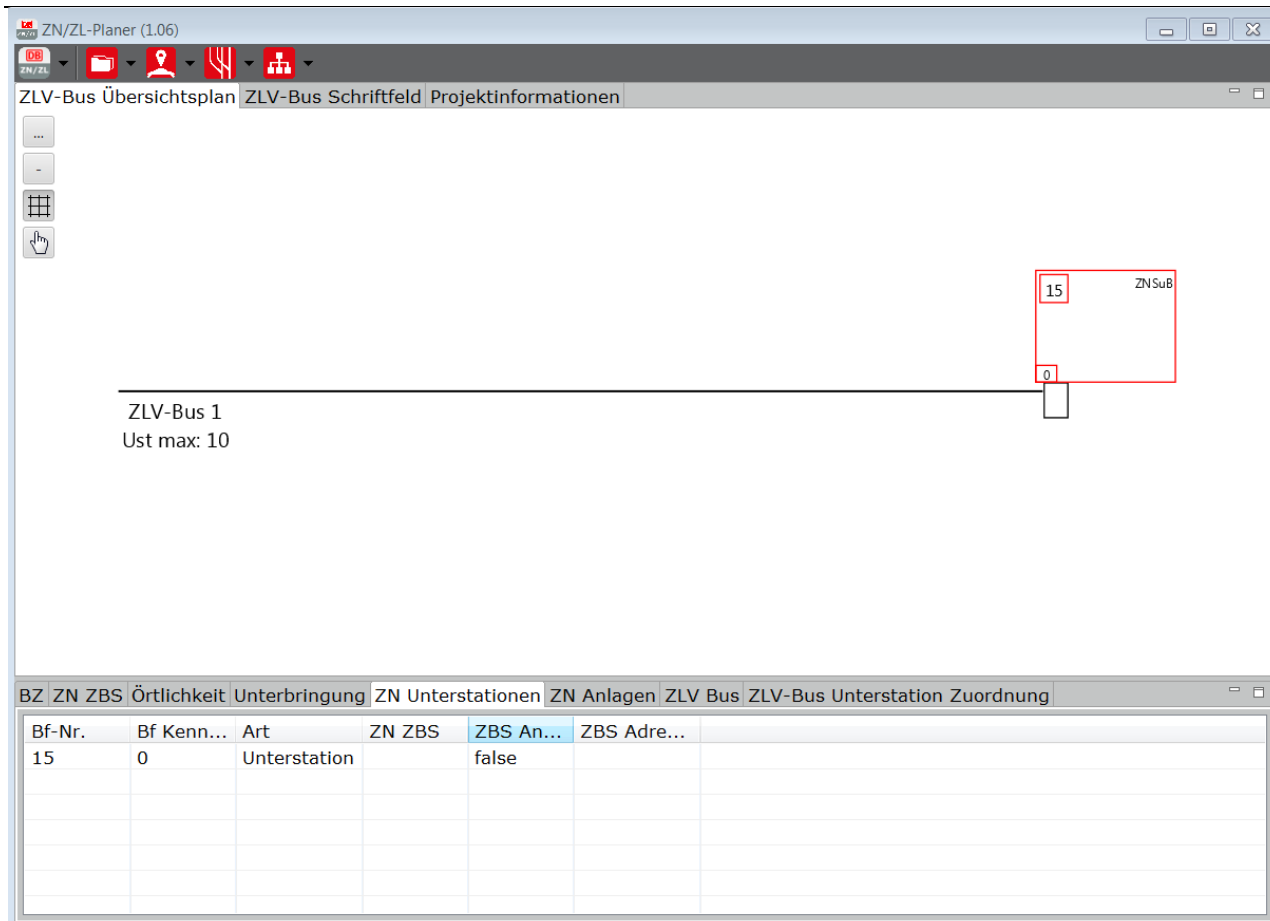 ZN/ZL-Planer (1.06)
DB
ZN/ZL
ZLV-Bus Übersichtsplan ZLV-Bus Schriftfeld Projektinformationen
...
-
15 ZNSuB
0
ZLV-Bus 1
Ust max: 10
BZ ZN ZBS Örtlichkeit Unterbringung ZN Unterstationen ZN Anlagen ZLV Bus ZLV-Bus Unterstation Zuordnung
Bf-Nr. Bf Kenn... Art ZN ZBS ZBS An... ZBS Adre...
15 0 Unterstation false